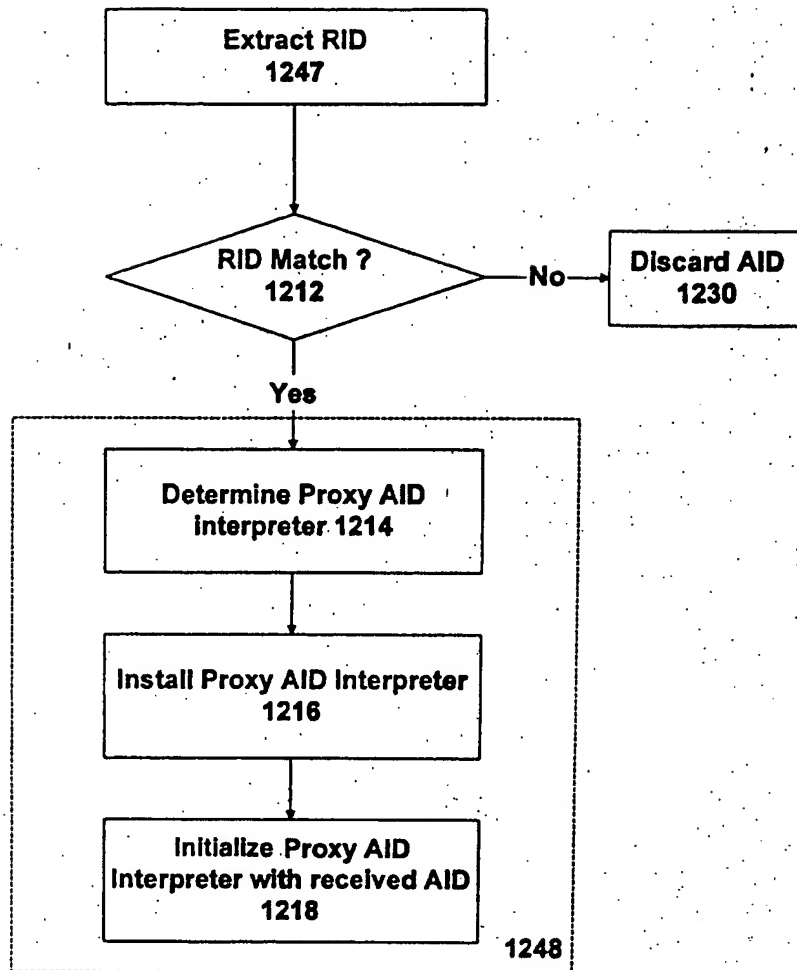 Extract RID
1247
RID Match ?
1212
No
Discard AID
1230
Yes
Determine Proxy AID
interpreter 1214
Install Proxy AID Interpreter
1216
Initialize Proxy AID
Interpreter with received AID
1218
1248